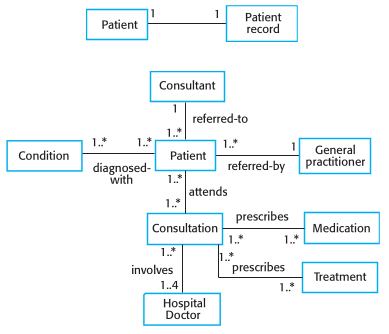 Patient
1
1
Patient
record
Consultant
1
referred-to
1..*
Condition
1..*
1..*
Patient
1..*
1
General
practitioner
diagnosed-
with
referred-by
1..*
attends
1..*
Consultation
prescribes
Medication
1..*
1..*
1..*
1..*
involves
prescribes
Treatment
1..4
1..*
Hospital
Doctor